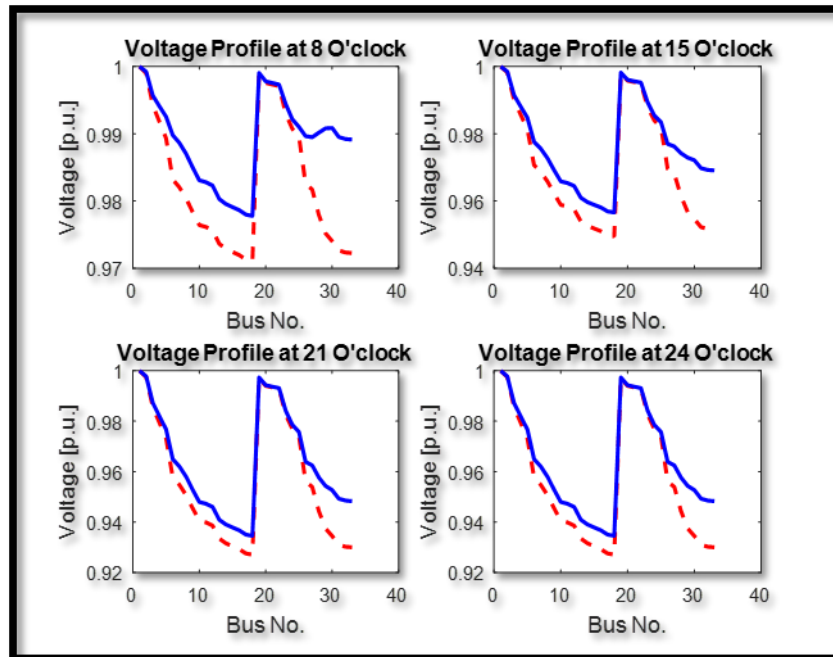 Voltage Profile at 8 O'clock
1
0.99
0.98
0.97
Voltage [p.u.]
0 10 20 30 40
Bus No.
Voltage Profile at 15 O'clock
1
0.98
0.96
0.94
Voltage [p.u.]
0 10 20 30 40
Bus No.
Voltage Profile at 21 O'clock
1
0.98
0.96
0.94
0.92
Voltage [p.u.]
0 10 20 30 40
Bus No.
Voltage Profile at 24 O'clock
1
0.98
0.96
0.94
0.92
Voltage [p.u.]
0 10 20 30 40
Bus No.